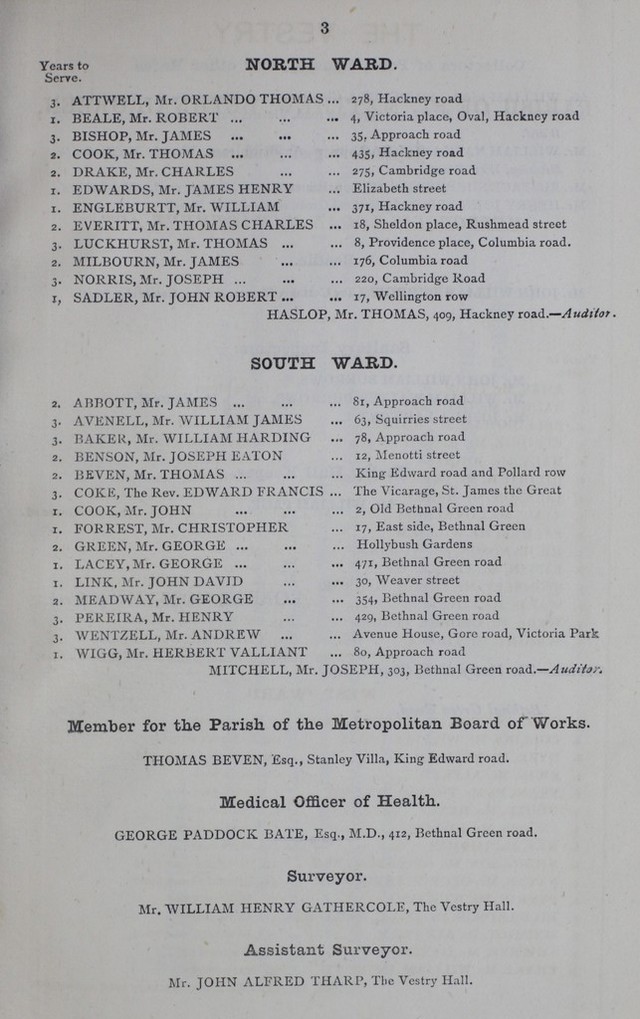 3
Years to
Serve.
NORTH WARD.
3. ATTWELL, Mr. ORLANDO THOMAS ... 278, Hackney road
1. BEALE, Mr. ROBERT ... ... ... 4, Victoria place, Oval, Hackney road
3. BISHOP, Mr. JAMES ... ... ... 35, Approach road
2. COOK, Mr. THOMAS ... ... ... 435, Hackney road
2. DRAKE, Mr. CHARLES ... ... 275, Cambridge road
1. EDWARDS, Mr. JAMES HENRY ... Elizabeth street
1. ENGLEBURTT, Mr. WILLIAM ... 371, Hackney road
2. EVERITT, Mr. THOMAS CHARLES ... 18, Sheldon place, Rushmead street
3. LUCKHURST, Mr. THOMAS ... ... 8, Providence place, Columbia road.
2. MILBOURN, Mr. JAMES ... ... 176, Columbia road
3. NORRIS, Mr. JOSEPH ... ... ... 220, Cambridge Road
1, SADLER, Mr. JOHN ROBERT ... ... 17, Wellington row
HASLOP, Mr. THOMAS, 409, Hackney road.—Auditor.
SOUTH WARD.
2. ABBOTT, Mr. JAMES ... ... ... 81, Approach road
3. AVENELL, Mr. WILLIAM JAMES ... 63, Squirries street
3. BAKER, Mr. WILLIAM HARDING ... 78, Approach road
2. BENSON, Mr. JOSEPH EATON ... 12, Menotti street
2. BEVEN, Mr. THOMAS ... ... ... King Edward road and Pollard row
3. COKE, The Rev. EDWARD FRANCIS ... The Vicarage, St. James the Great
1. COOK, Mr. JOHN ... ... ... 2, Old Bethnal Green road
1. FORREST, Mr. CHRISTOPHER ... 17, East side, Bethnal Green
2. GREEN, Mr. GEORGE ... ... ... Hollybush Gardens
1. LACEY, Mr. GEORGE ... ... ... 471, Bethnal Green road
1. LINK, Mr. JOHN DAVID ... ... 30, Weaver street
2. MEADWAY, Mr. GEORGE ... ... 354, Bethnal Green road
3. PEREIRA, Mr. HENRY ... ... 429, Bethnal Green road
3. WENTZELL, Mr. ANDREW ... ... Avenue House, Gore road, Victoria Park
1. WIGG, Mr. HERBERT VALLIANT ... 80, Approach road
MITCHELL, Mr. JOSEPH, 303, Bethnal Green road.—Auditor.
Member for the Parish of the Metropolitan Board of Works.
THOMAS BEVEN, Esq., Stanley Villa, King Edward road.
Medical Officer of Health.
GEORGE PADDOCK BATE, Esq., M.D., 412, Bethnal Green road.
Surveyor.
Mr. WILLIAM HENRY GATHERCOLE, The Vestry Hall.
Assistant Surveyor.
Mr. JOHN ALFRED THARP, The Vestry Hall.